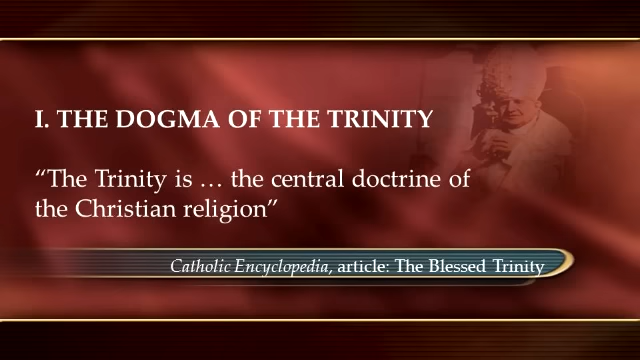 I. THE DOGMA OF THE TRINITY
“The Trinity is … the central doctrine of
the Christian religion”
Catholic Encyclopedia, article: The Blessed Trinity